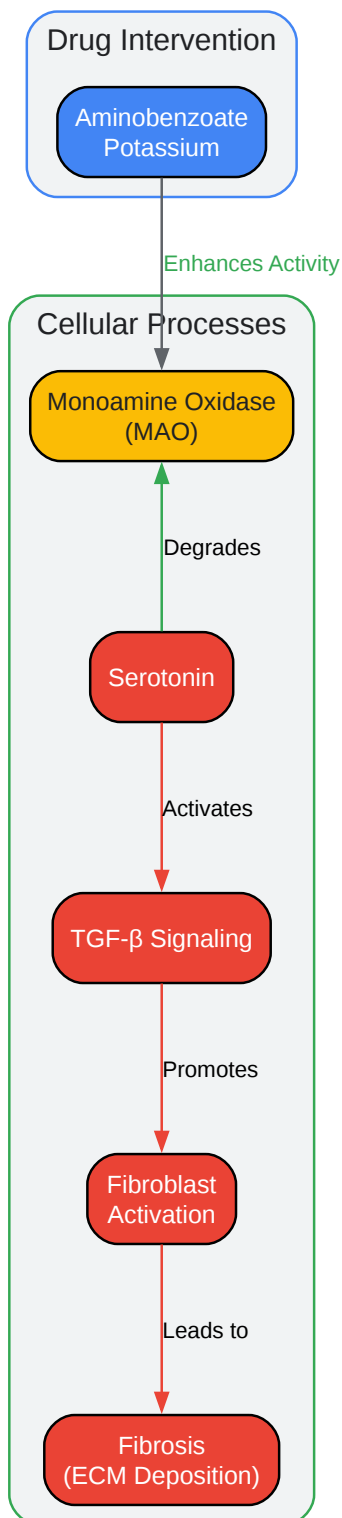 Drug Intervention
Aminobenzoate
Potassium
Enhances Activity
Cellular Processes
Monoamine Oxidase
(MAO)
Degrades
Serotonin
Activates
TGF-β Signaling
Promotes
Fibroblast
Activation
Leads to
Fibrosis
(ECM Deposition)